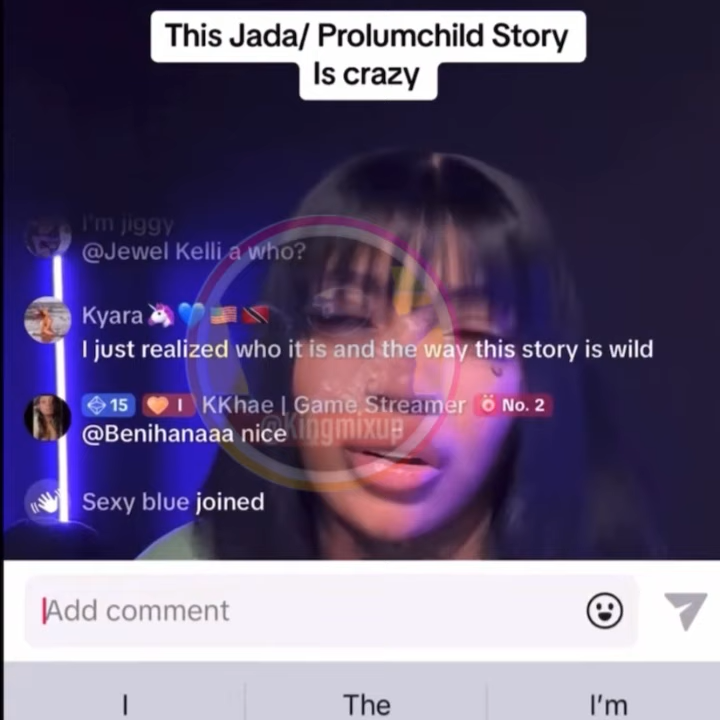 This Jada/ Prolumchild Story
Is crazy
I'm jiggy
@Jewel Kelli a who?
Kyara🦄💙🇺🇸🇹🇹
I just realized who it is and the way this story is wild
15 I KKhae | Game Streamer No. 2
@Benihanaaa nice
@Kingmixup
Sexy blue joined
Add comment
I The I'm